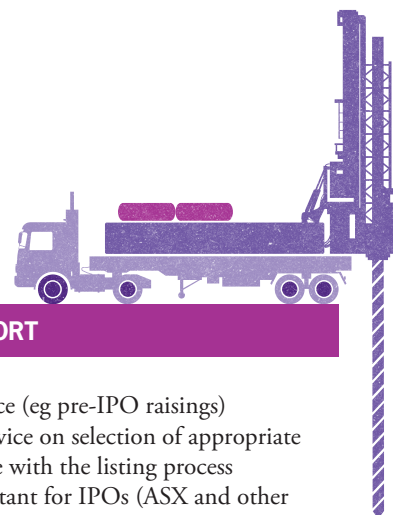 ce (eg pre-IPO raisings)
vice on selection of appropriate
e with the listing process
tant for IPOs (ASX and other